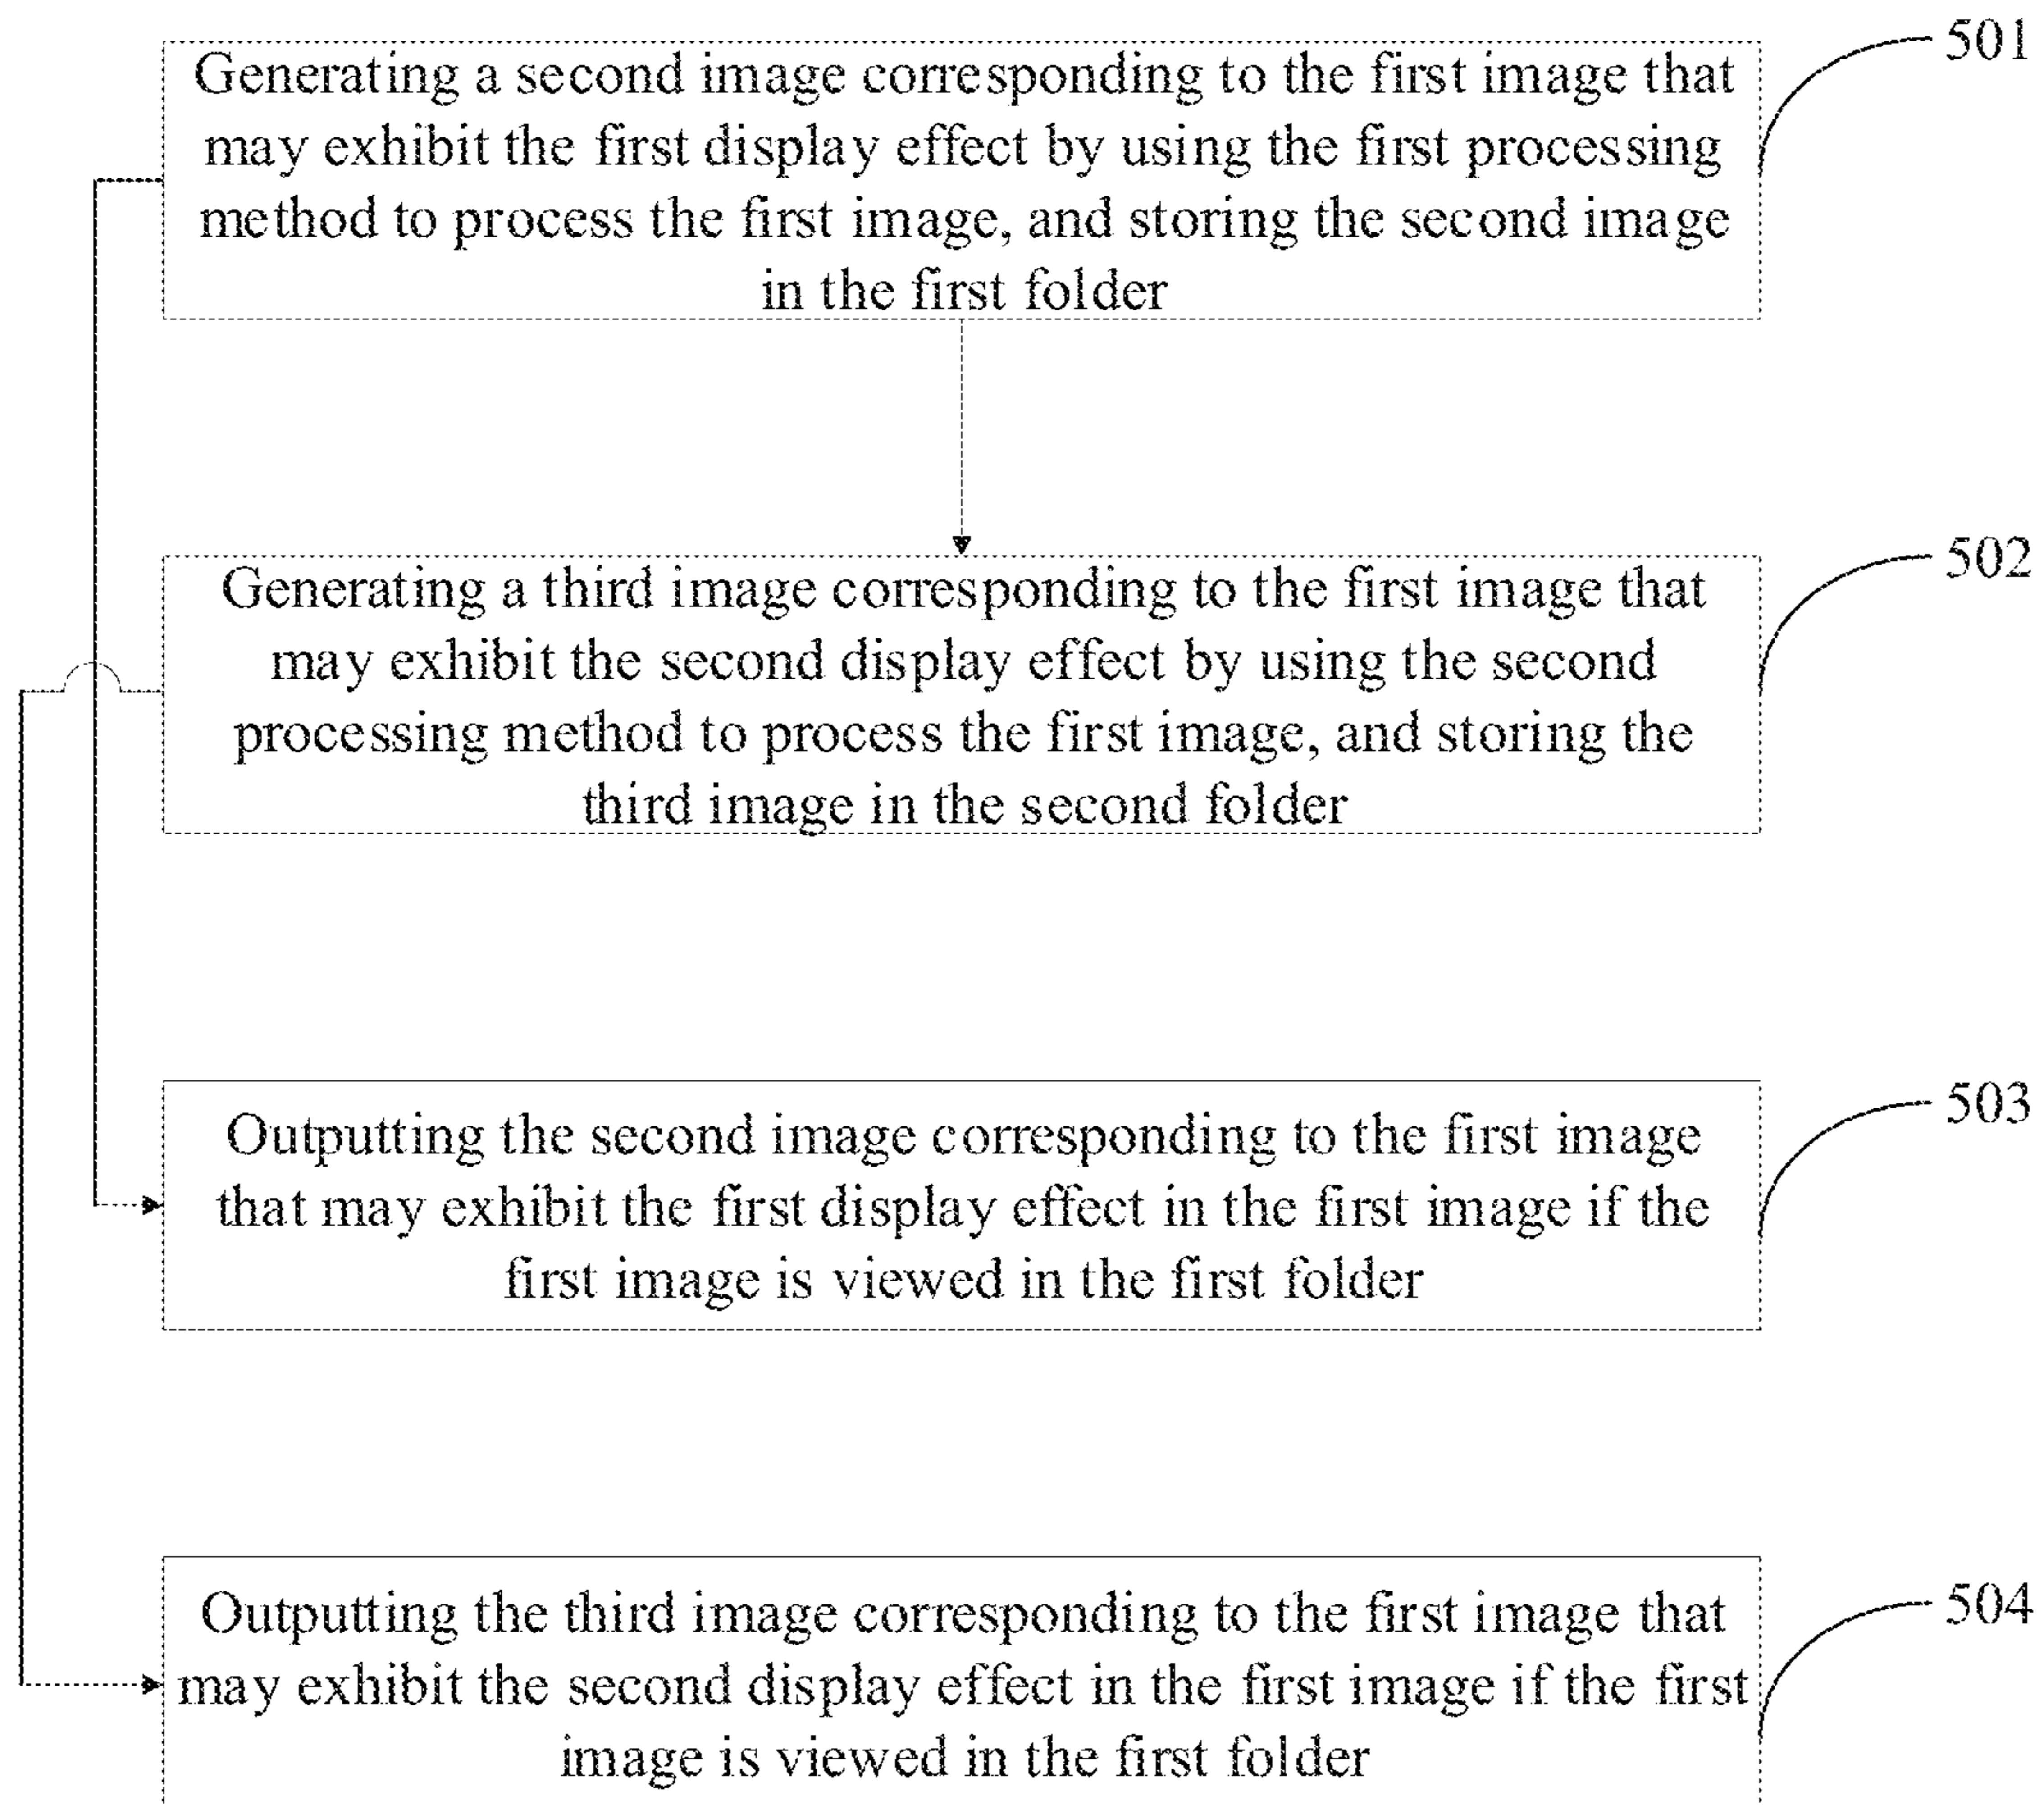 Generating a second image corresponding to the first image that
may exhibit the first display effect by using the first processing
method to process the first image, and storing the second image
in the first folder
501
Generating a third image corresponding to the first image that
may exhibit the second display effect by using the second
processing method to process the first image, and storing the
third image in the second folder
502
Outputting the second image corresponding to the first image
that may exhibit the first display effect in the first image if the
first image is viewed in the first folder
503
Outputting the third image corresponding to the first image that
may exhibit the second display effect in the first image if the first
image is viewed in the first folder
504